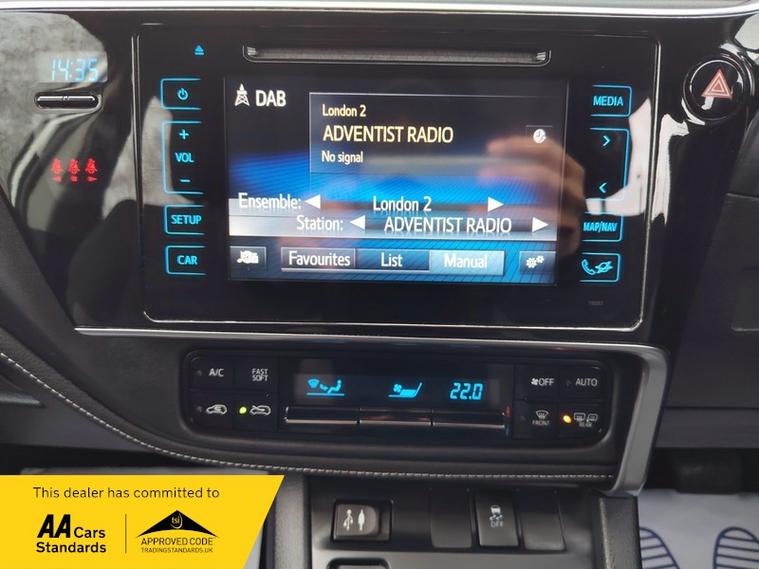 14:35
DAB
London 2
ADVENTIST RADIO
No signal
MEDIA
VOL
Ensemble: London 2
Station: ADVENTIST RADIO
SETUP
MAP/NAV
CAR
Favourites List Manual
A/C FAST SOFT
22.0
OFF AUTO
FRONT REAR
OFF
This dealer has committed to
AA Cars
Standards
tsi
APPROVED CODE
TRADINGSTANDARDS.UK